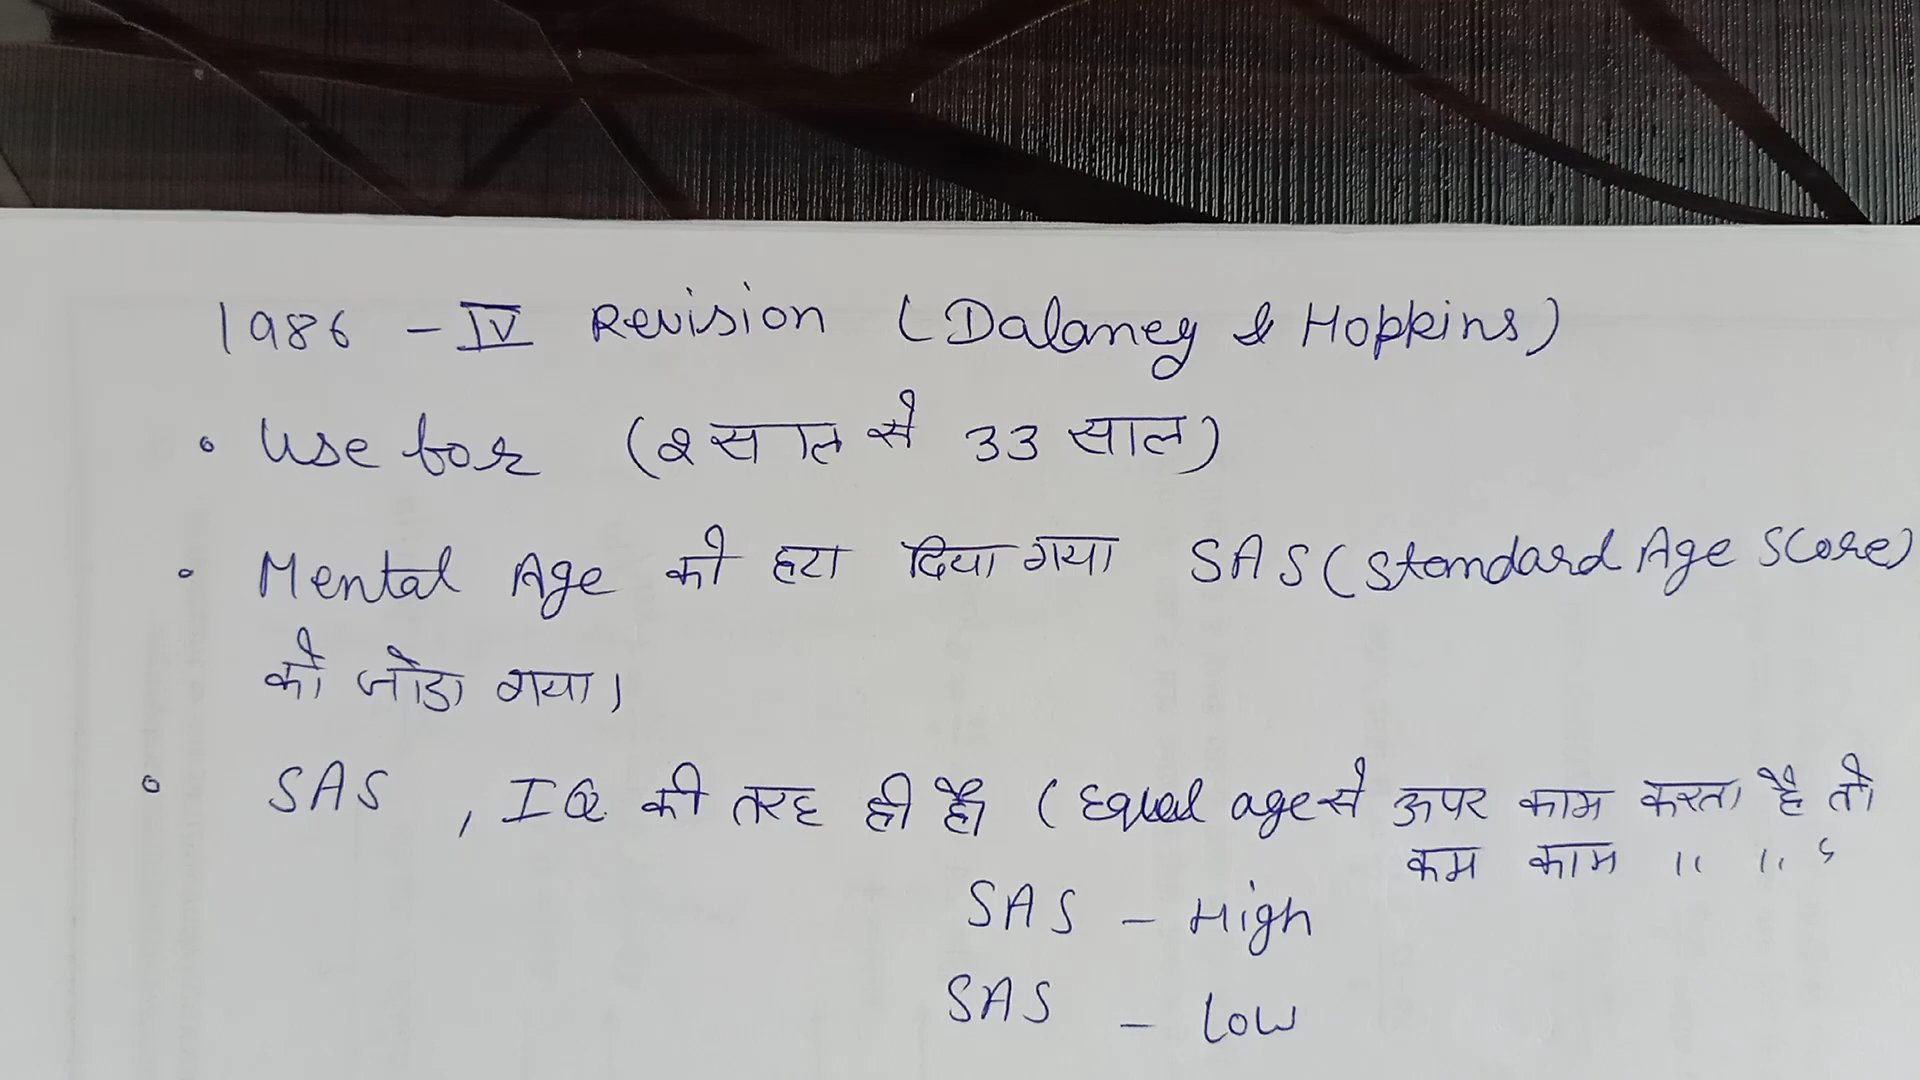 1986 - IV Revision (Dalaney & Hopkins)
• Use for (2 साल से 33 साल)
• Mental Age को हटा दिया गया SAS (Standard Age Score)
को जोडा गया।
• SAS, IQ की तरह ही है। (Equal age से ऊपर काम करता है तो
कम काम 〃 〃
SAS - High
SAS - Low